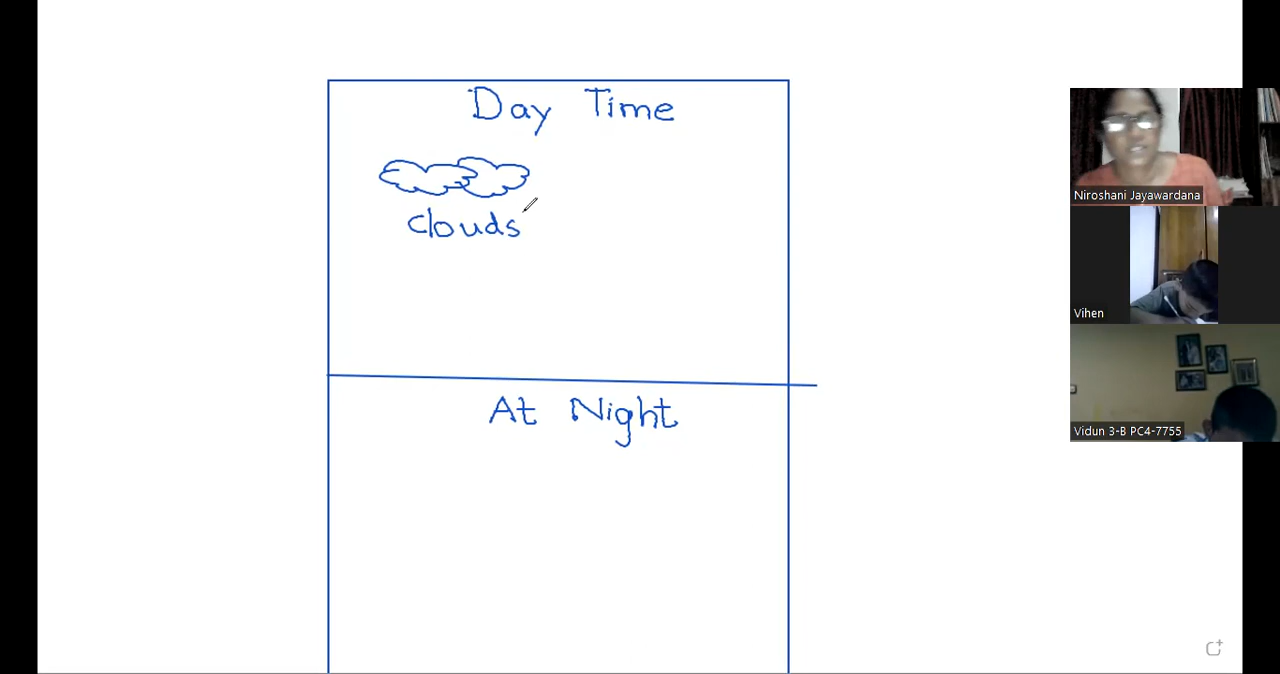 Day Time
clouds
At Night
Niroshani Jayawardana
Vihen
Vidun 3-B PC4-7755